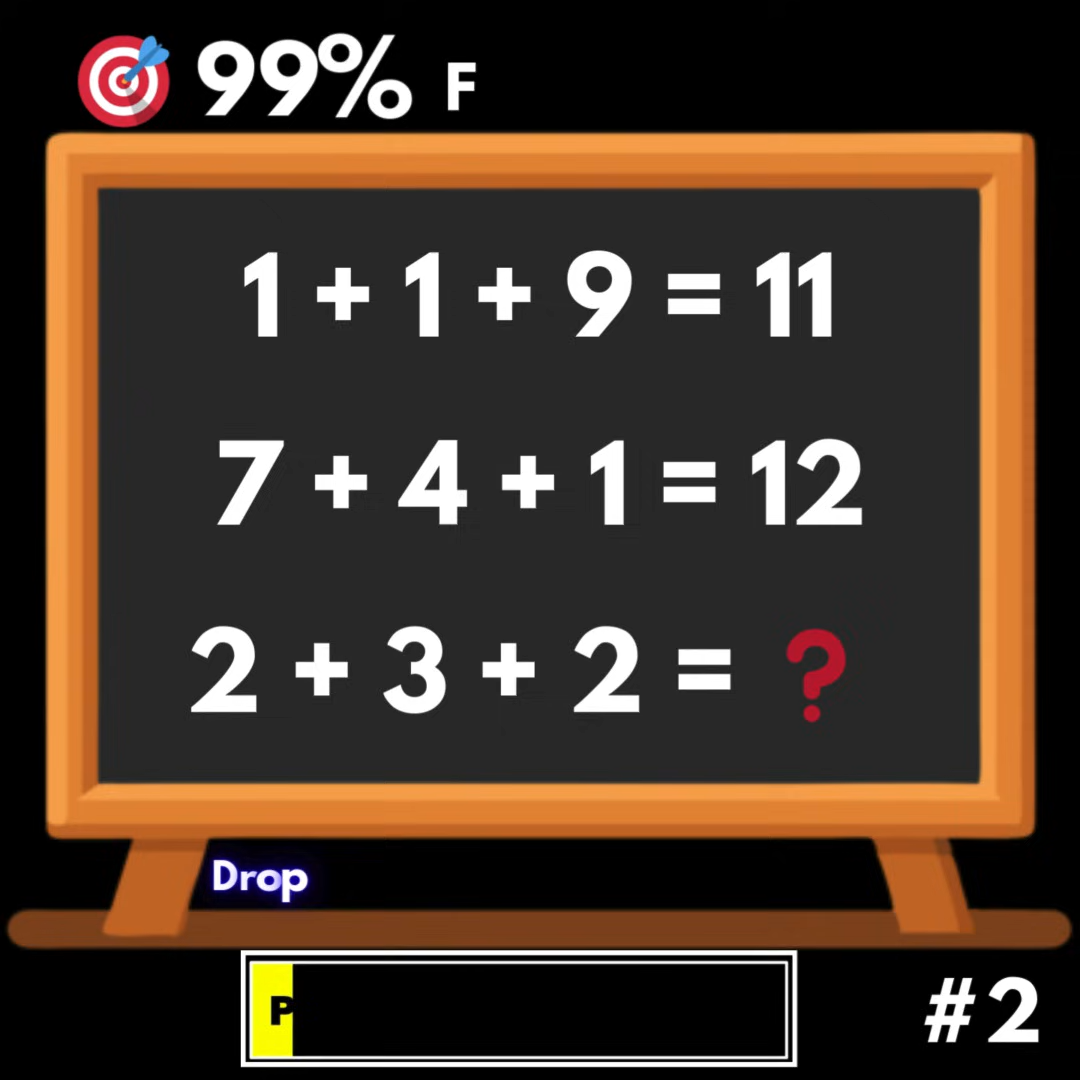 99% F
1 + 1 + 9 = 11
7 + 4 + 1 = 12
2 + 3 + 2 = ?
Drop
P
#2